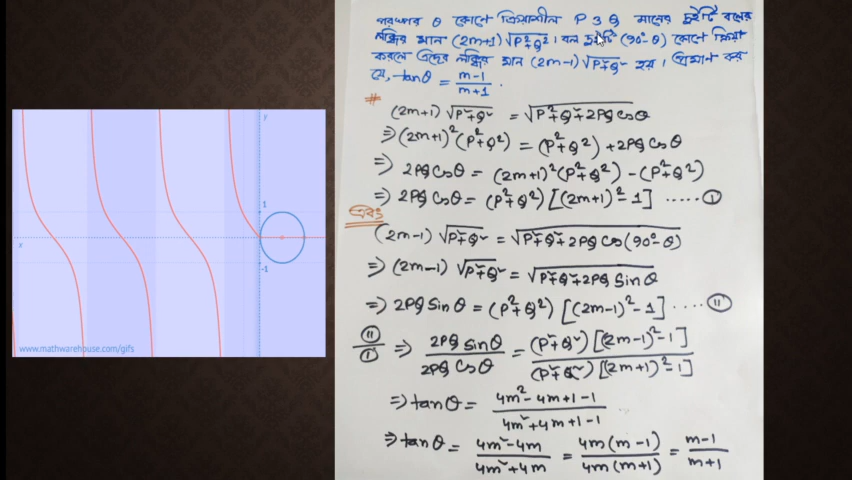 পরস্পর θ কোণে ক্রিয়াশীল P ও Q মানের দুইটি বলের
লব্ধির মান (2m+1)√P²+Q²। বল দুইটি (90°-θ) কোণে ক্রিয়া
করলে এদের লব্ধির মান (2m-1)√P²+Q² হয়। প্রমাণ কর
যে, tanθ = m-1/m+1.
# (2m+1)√P²+Q² = √P²+Q²+2PQ Cosθ
⇒ (2m+1)²(P²+Q²) = (P²+Q²)+2PQ Cosθ
⇒ 2PQ Cosθ = (2m+1)²(P²+Q²)-(P²+Q²)
⇒ 2PQ Cosθ = (P²+Q²)[(2m+1)²-1] ..... (I)
এবং
(2m-1)√P²+Q² = √P²+Q²+2PQ Cos(90°-θ)
⇒ (2m-1)√P²+Q² = √P²+Q²+2PQ Sinθ
⇒ 2PQ Sinθ = (P²+Q²)[(2m-1)²-1] .... (II)
(II)/(I) ⇒ 2PQ Sinθ/2PQ Cosθ = (P²+Q²)[(2m-1)²-1]/(P²+Q²)[(2m+1)²-1]
⇒ tanθ = 4m²-4m+1-1/4m²+4m+1-1
⇒ tanθ = 4m²-4m/4m²+4m = 4m(m-1)/4m(m+1) = m-1/m+1
1
-1
www.mathwarehouse.com/gifs